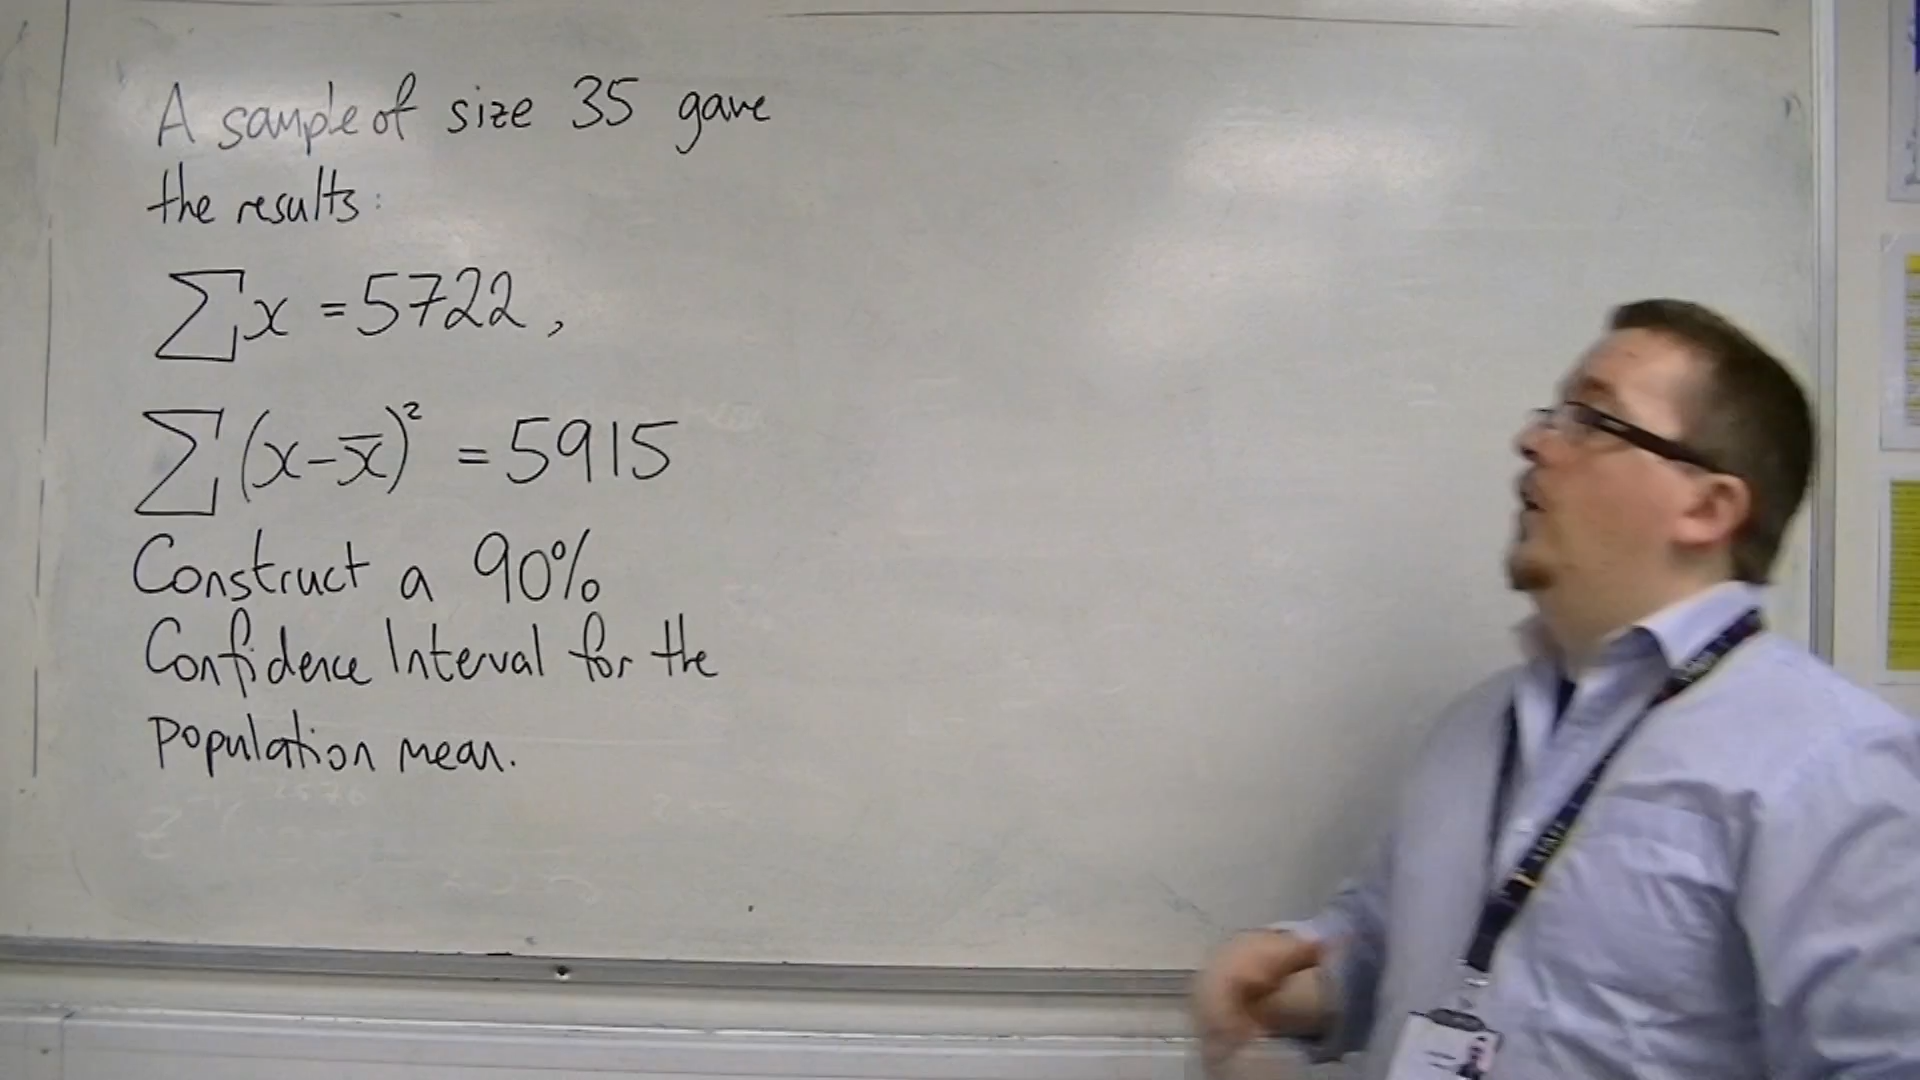 A sample of size 35 gave
the results:
∑x = 5722,
∑(x-x̄)² = 5915
Construct a 90%
Confidence Interval for the
population mean.